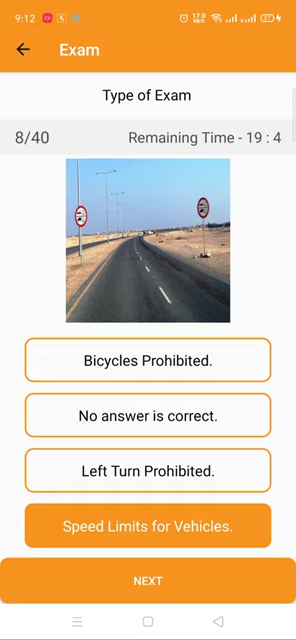 9:12
Exam
Type of Exam
8/40 Remaining Time - 19 : 4
Bicycles Prohibited.
No answer is correct.
Left Turn Prohibited.
Speed Limits for Vehicles.
NEXT